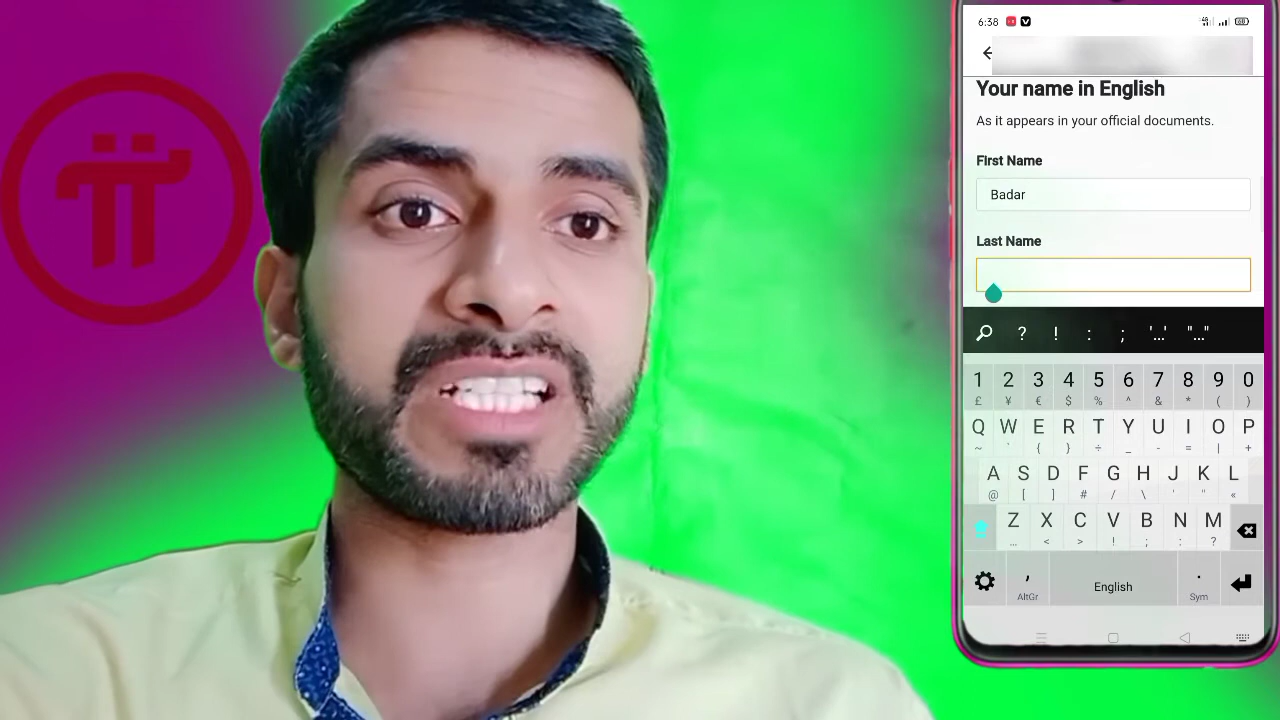 6:38
Your name in English
As it appears in your official documents.
First Name
Badar
Last Name
? ! : ; '...' "..."
1 2 3 4 5 6 7 8 9 0
£ ¥ € $ % ^ & * ( )
Q W E R T Y U I O P
~ ` { } ÷ _ - = | +
A S D F G H J K L
@ [ ] # / \ ' " «
Z X C V B N M
... < > ! ; : ?
, English .
AltGr Sym